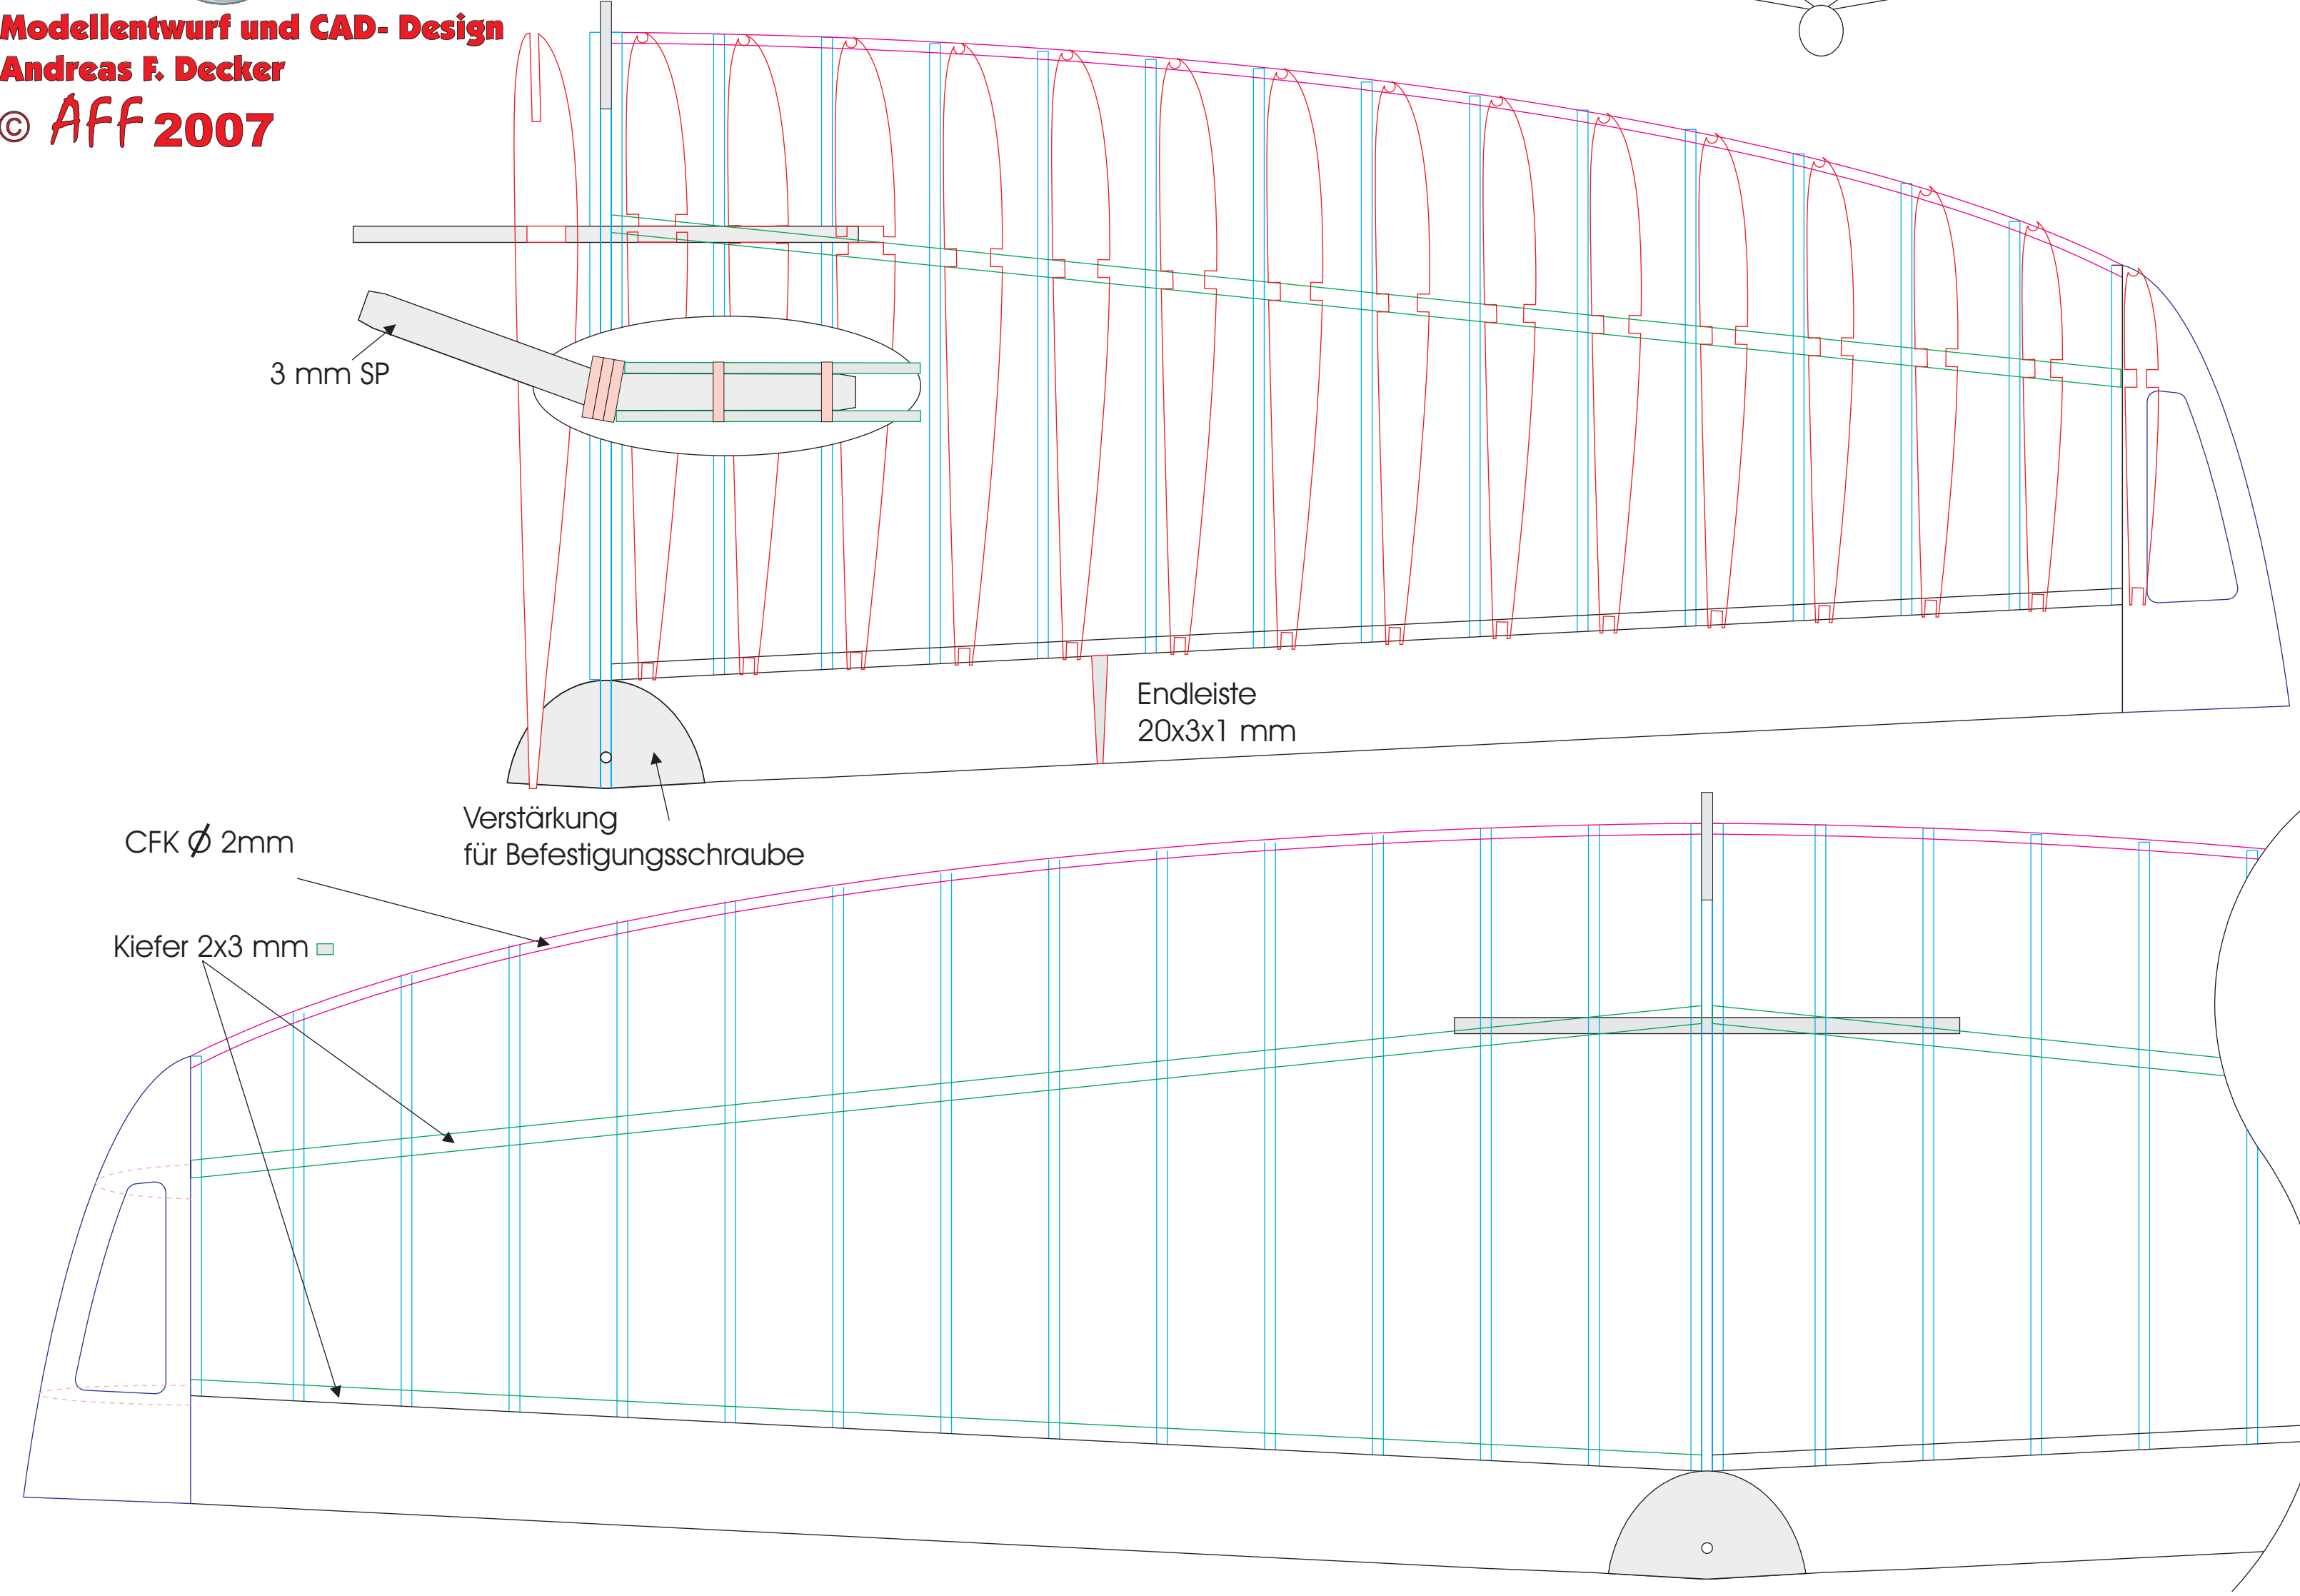 Modellentwurf und CAD- Design
Andreas F. Decker
© Aff 2007
3 mm SP
Endleiste
20x3x1 mm
Verstärkung
für Befestigungsschraube
CFK Ø 2mm
Kiefer 2x3 mm